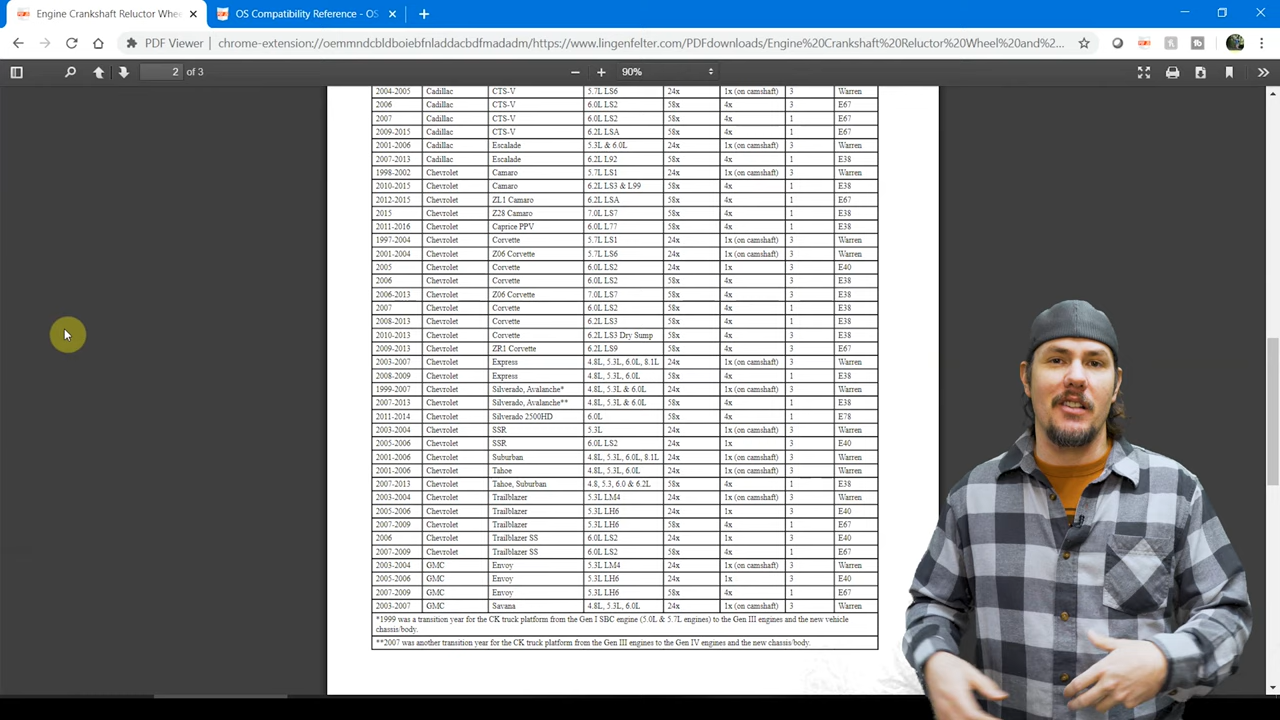 Engine Crankshaft Reluctor Whe
OS Compatibility Reference - OS
PDF Viewer chrome-extension://oemmndcbldboiebfnladdacbdfmadadm/https://www.lingenfelter.com/PDFdownloads/Engine%20Crankshaft%20Reluctor%20Wheel%20and%20...
2 of 3 90%
2004-2005 Cadillac CTS-V 5.7L LS6 24x 1x (on camshaft) 3 Warren
2006 Cadillac CTS-V 6.0L LS2 24x 4x 3 E67
2007 Cadillac CTS-V 6.0L LS2 58x 4x 1 E67
2009-2015 Cadillac CTS-V 6.2L LSA 58x 4x 1 E67
2001-2006 Cadillac Escalade 5.3L & 6.0L 24x 1x (on camshaft) 3 Warren
2007-2013 Cadillac Escalade 6.2L L92 58x 4x 1 E38
1998-2002 Chevrolet Camaro 5.7L LS1 24x 1x (on camshaft) 3 Warren
2010-2015 Chevrolet Camaro 6.2L LS3 & L99 58x 4x 1 E38
2012-2015 Chevrolet ZL1 Camaro 6.2L LSA 58x 4x 1 E67
2015 Chevrolet Z28 Camaro 7.0L LS7 58x 4x 1 E38
2011-2016 Chevrolet Caprice PPV 6.0L L77 58x 4x 1 E38
1997-2004 Chevrolet Corvette 5.7L LS1 24x 1x (on camshaft) 3 Warren
2001-2004 Chevrolet Z06 Corvette 5.7L LS6 24x 1x (on camshaft) 3 Warren
2005 Chevrolet Corvette 6.0L LS2 24x 1x 3 E40
2006 Chevrolet Corvette 6.0L LS2 58x 4x 3 E38
2006-2013 Chevrolet Z06 Corvette 7.0L LS7 58x 4x 3 E38
2007 Chevrolet Corvette 6.0L LS2 58x 4x 1 E38
2008-2013 Chevrolet Corvette 6.2L LS3 58x 4x 1 E38
2010-2013 Chevrolet Corvette 6.2L LS3 Dry Sump 58x 4x 3 E38
2009-2013 Chevrolet ZR1 Corvette 6.2L LS9 58x 4x 3 E67
2003-2007 Chevrolet Express 4.8L, 5.3L, 6.0L, 8.1L 24x 1x (on camshaft) 3 Warren
2008-2009 Chevrolet Express 4.8L, 5.3L, 6.0L 58x 4x 1 E38
1999-2007 Chevrolet Silverado, Avalanche* 4.8L, 5.3L & 6.0L 24x 1x (on camshaft) 3 Warren
2007-2013 Chevrolet Silverado, Avalanche** 4.8L, 5.3L & 6.0L 58x 4x 1 E38
2011-2014 Chevrolet Silverado 2500HD 6.0L 58x 4x 1 E78
2003-2004 Chevrolet SSR 5.3L 24x 1x (on camshaft) 3 Warren
2005-2006 Chevrolet SSR 6.0L LS2 24x 1x 3 E40
2001-2006 Chevrolet Suburban 4.8L, 5.3L, 6.0L, 8.1L 24x 1x (on camshaft) 3 Warren
2001-2006 Chevrolet Tahoe 4.8L, 5.3L, 6.0L 24x 1x (on camshaft) 3 Warren
2007-2013 Chevrolet Tahoe, Suburban 4.8, 5.3, 6.0 & 6.2L 58x 4x 1 E38
2003-2004 Chevrolet Trailblazer 5.3L LM4 24x 1x (on camshaft) 3 Warren
2005-2006 Chevrolet Trailblazer 5.3L LH6 24x 1x 3 E40
2007-2009 Chevrolet Trailblazer 5.3L LH6 58x 4x 1 E67
2006 Chevrolet Trailblazer SS 6.0L LS2 24x 1x 3 E40
2007-2009 Chevrolet Trailblazer SS 6.0L LS2 58x 4x 1 E67
2003-2004 GMC Envoy 5.3L LM4 24x 1x (on camshaft) 3 Warren
2005-2006 GMC Envoy 5.3L LH6 24x 1x 3 E40
2007-2009 GMC Envoy 5.3L LH6 58x 4x 1 E67
2003-2007 GMC Savana 4.8L, 5.3L, 6.0L 24x 1x (on camshaft) 3 Warren
*1999 was a transition year for the CK truck platform from the Gen I SBC engine (5.0L & 5.7L engines) to the Gen III engines and the new vehicle
chassis/body.
**2007 was another transition year for the CK truck platform from the Gen III engines to the Gen IV engines and the new chassis/body.